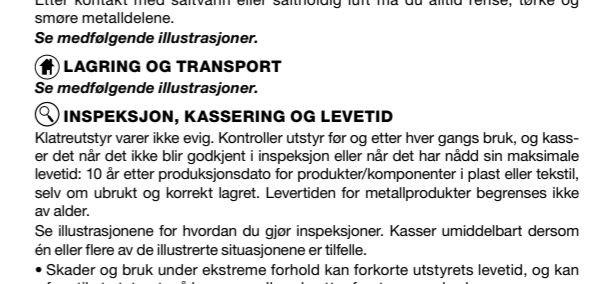 Etter kontakt med saltvann eller saltholdig luft må du alltid rense, tørke og
smøre metalldelene.
Se medfølgende illustrasjoner.
LAGRING OG TRANSPORT
Se medfølgende illustrasjoner.
INSPEKSJON, KASSERING OG LEVETID
Klatreutstyr varer ikke evig. Kontroller utstyr før og etter hver gangs bruk, og kass-
er det når det ikke blir godkjent i inspeksjon eller når det har nådd sin maksimale
levetid: 10 år etter produksjonsdato for produkter/komponenter i plast eller tekstil,
selv om ubrukt og korrekt lagret. Levertiden for metallprodukter begrenses ikke
av alder.
Se illustrasjonene for hvordan du gjør inspeksjoner. Kasser umiddelbart dersom
én eller flere av de illustrerte situasjonene er tilfelle.
• Skader og bruk under ekstreme forhold kan forkorte utstyrets levetid, og kan